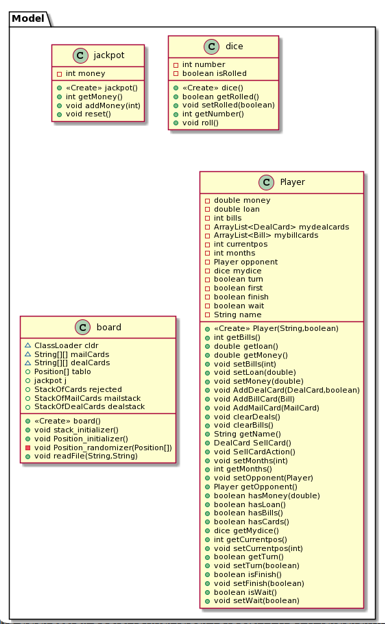 Model
C jackpot
int money
«Create» jackpot()
int getMoney()
void addMoney(int)
void reset()
C dice
int number
boolean isRolled
«Create» dice()
boolean getRolled()
void setRolled(boolean)
int getNumber()
void roll()
C Player
double money
double loan
int bills
ArrayList<DealCard> mydealcards
ArrayList<Bill> mybillcards
int currentpos
int months
Player opponent
dice mydice
boolean turn
boolean first
boolean finish
boolean wait
String name
«Create» Player(String,boolean)
int getBills()
double getloan()
double getMoney()
void setBills(int)
void setLoan(double)
void setMoney(double)
void AddDealCard(DealCard,boolean)
void AddBillCard(Bill)
void AddMailCard(MailCard)
void clearDeals()
void clearBills()
String getName()
DealCard SellCard()
void SellCardAction()
void setMonths(int)
int getMonths()
void setOpponent(Player)
Player getOpponent()
boolean hasMoney(double)
boolean hasLoan()
boolean hasBills()
boolean hasCards()
dice getMydice()
int getCurrentpos()
void setCurrentpos(int)
boolean getTurn()
void setTurn(boolean)
boolean isFinish()
void setFinish(boolean)
boolean isWait()
void setWait(boolean)
C board
ClassLoader cldr
String[][] mailCards
String[][] dealCards
Position[] tablo
jackpot j
StackOfCards rejected
StackOfMailCards mailstack
StackOfDealCards dealstack
«Create» board()
void stack_initializer()
void Position_initializer()
void Position_randomizer(Position[])
void readFile(String,String)